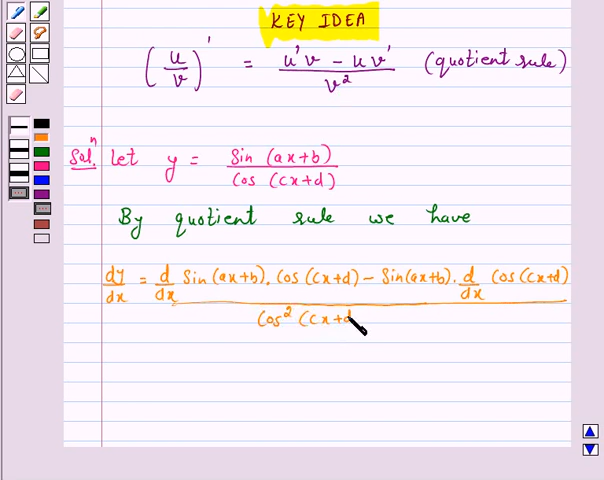 KEY IDEA
(u/v)' = u'v - uv' / v² (quotient rule)
Solⁿ. Let y = Sin (ax+b) / Cos (cx+d)
By quotient rule we have
dy/dx = d/dx Sin (ax+b) . Cos (cx+d) - Sin(ax+b) . d/dx Cos (cx+d)
Cos² (cx+d